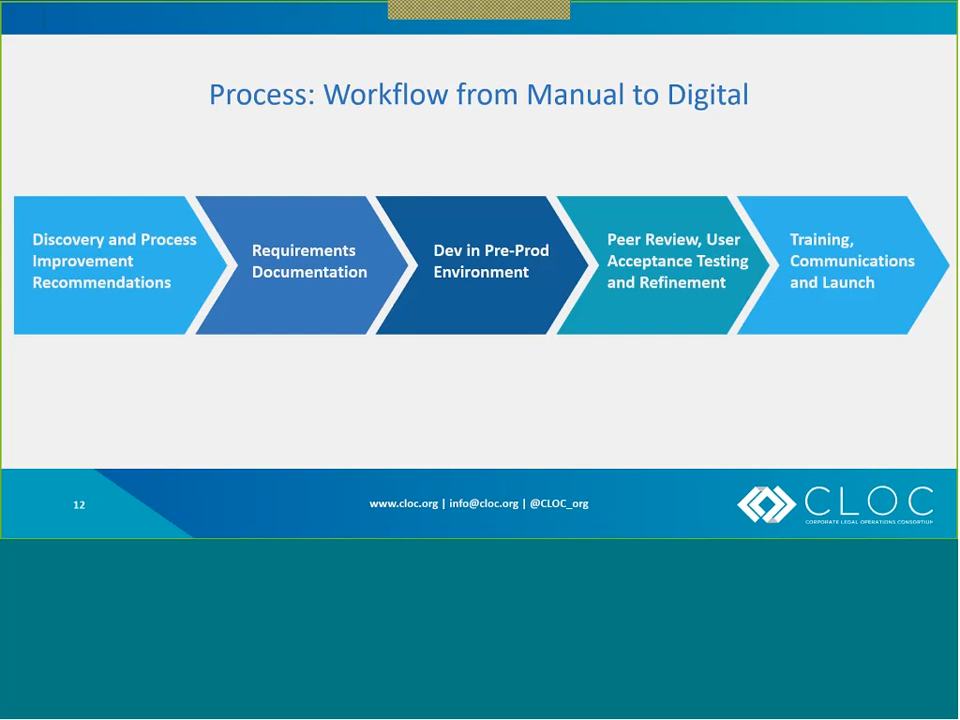 Process: Workflow from Manual to Digital
Discovery and Process
Improvement
Recommendations
Requirements
Documentation
Dev in Pre-Prod
Environment
Peer Review, User
Acceptance Testing
and Refinement
Training,
Communications
and Launch
12
www.cloc.org | info@cloc.org | @CLOC_org
CLOC
CORPORATE LEGAL OPERATIONS CONSORTIUM